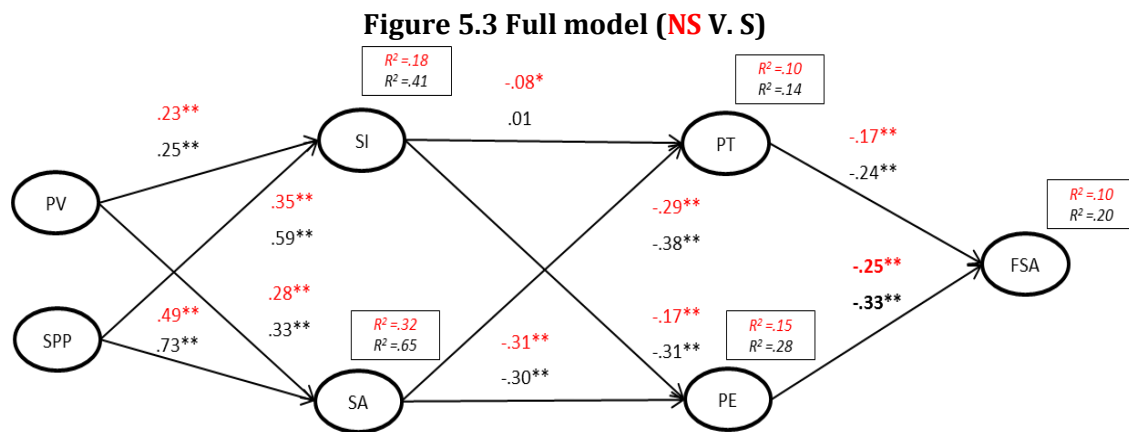 Figure 5.3 Full model (NS V. S)
R² =.18
R² =.41
-.08*
.01
R² =.10
R² =.14
.23**
.25**
SI
PT
-.17**
-.24**
PV
.35**
.59**
-.29**
-.38**
R² =.10
R² =.20
FSA
-.25**
-.33**
.28**
.33**
.49**
.73**
SPP
R² =.32
R² =.65
-.31**
-.30**
-.17**
-.31**
R² =.15
R² =.28
SA
PE